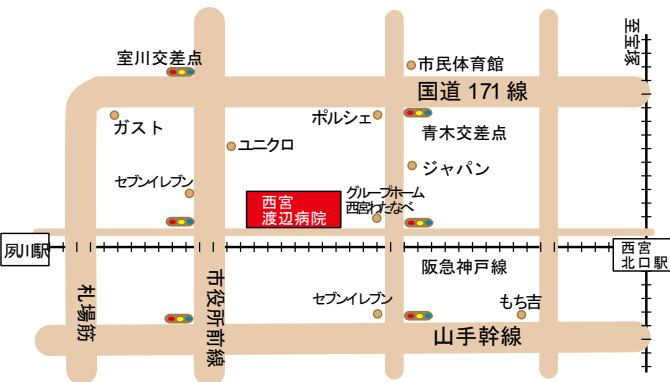 至宝塚
室川交差点
市民体育館
国道 171 線
ガスト
ポルシェ
青木交差点
ユニクロ
ジャパン
セブンイレブン
西宮
渡辺病院
グループホーム
西宮わたなべ
夙川駅
西宮
北口駅
阪急神戸線
札場筋
市役所前線
セブンイレブン
もち吉
山手幹線